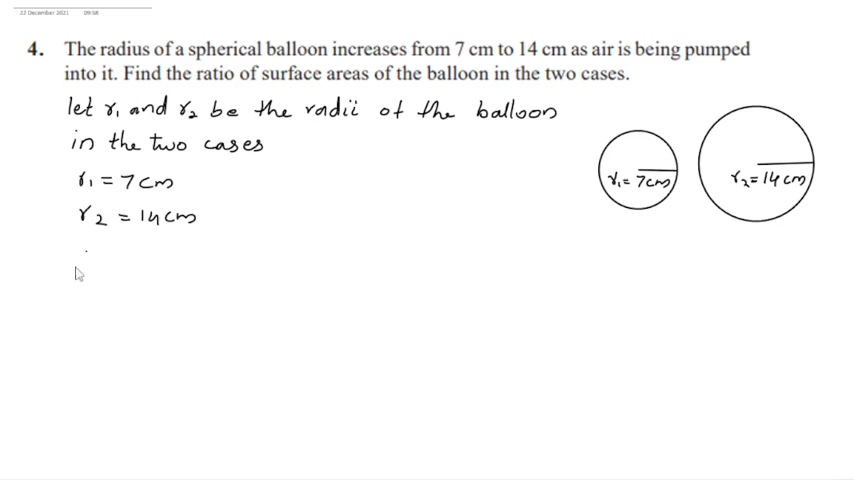 22 December 2021 09:58
4. The radius of a spherical balloon increases from 7 cm to 14 cm as air is being pumped
into it. Find the ratio of surface areas of the balloon in the two cases.
let r₁ and r₂ be the radii of the balloon
in the two cases
r₁ = 7cm
r₂ = 14cm
r₁ = 7cm
r₂ = 14cm